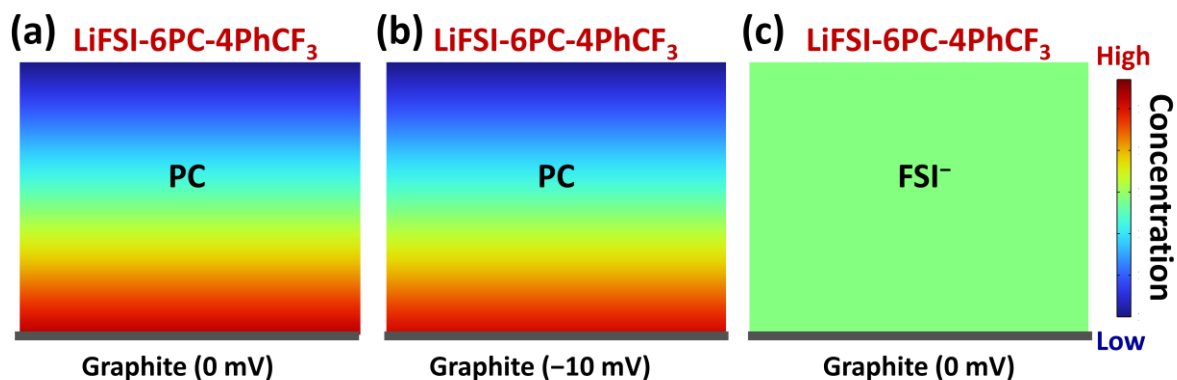 (a) LiFSI-6PC-4PhCF₃
PC
Graphite (0 mV)
(b) LiFSI-6PC-4PhCF₃
PC
Graphite (−10 mV)
(c) LiFSI-6PC-4PhCF₃
FSI⁻
Graphite (0 mV)
High
Concentration
Low